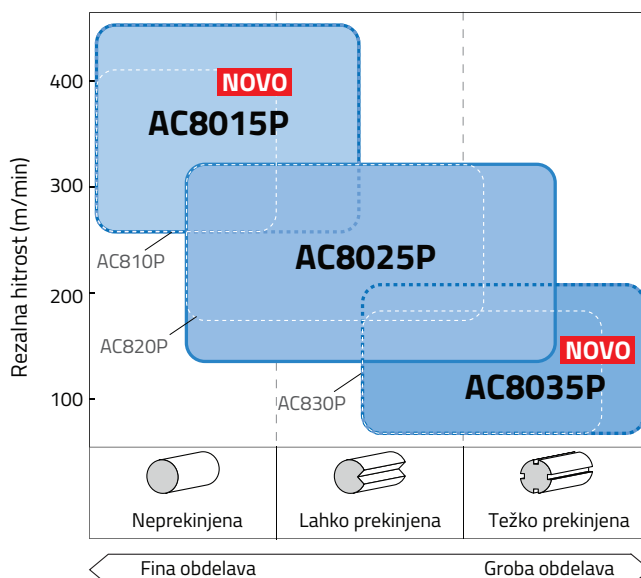 Rezalna hitrost (m/min)
400
300
200
100
NOVO
AC8015P
AC810P
AC8025P
AC820P
NOVO
AC8035P
AC830P
Neprekinjena
Lahko prekinjena
Težko prekinjena
Fina obdelava
Groba obdelava